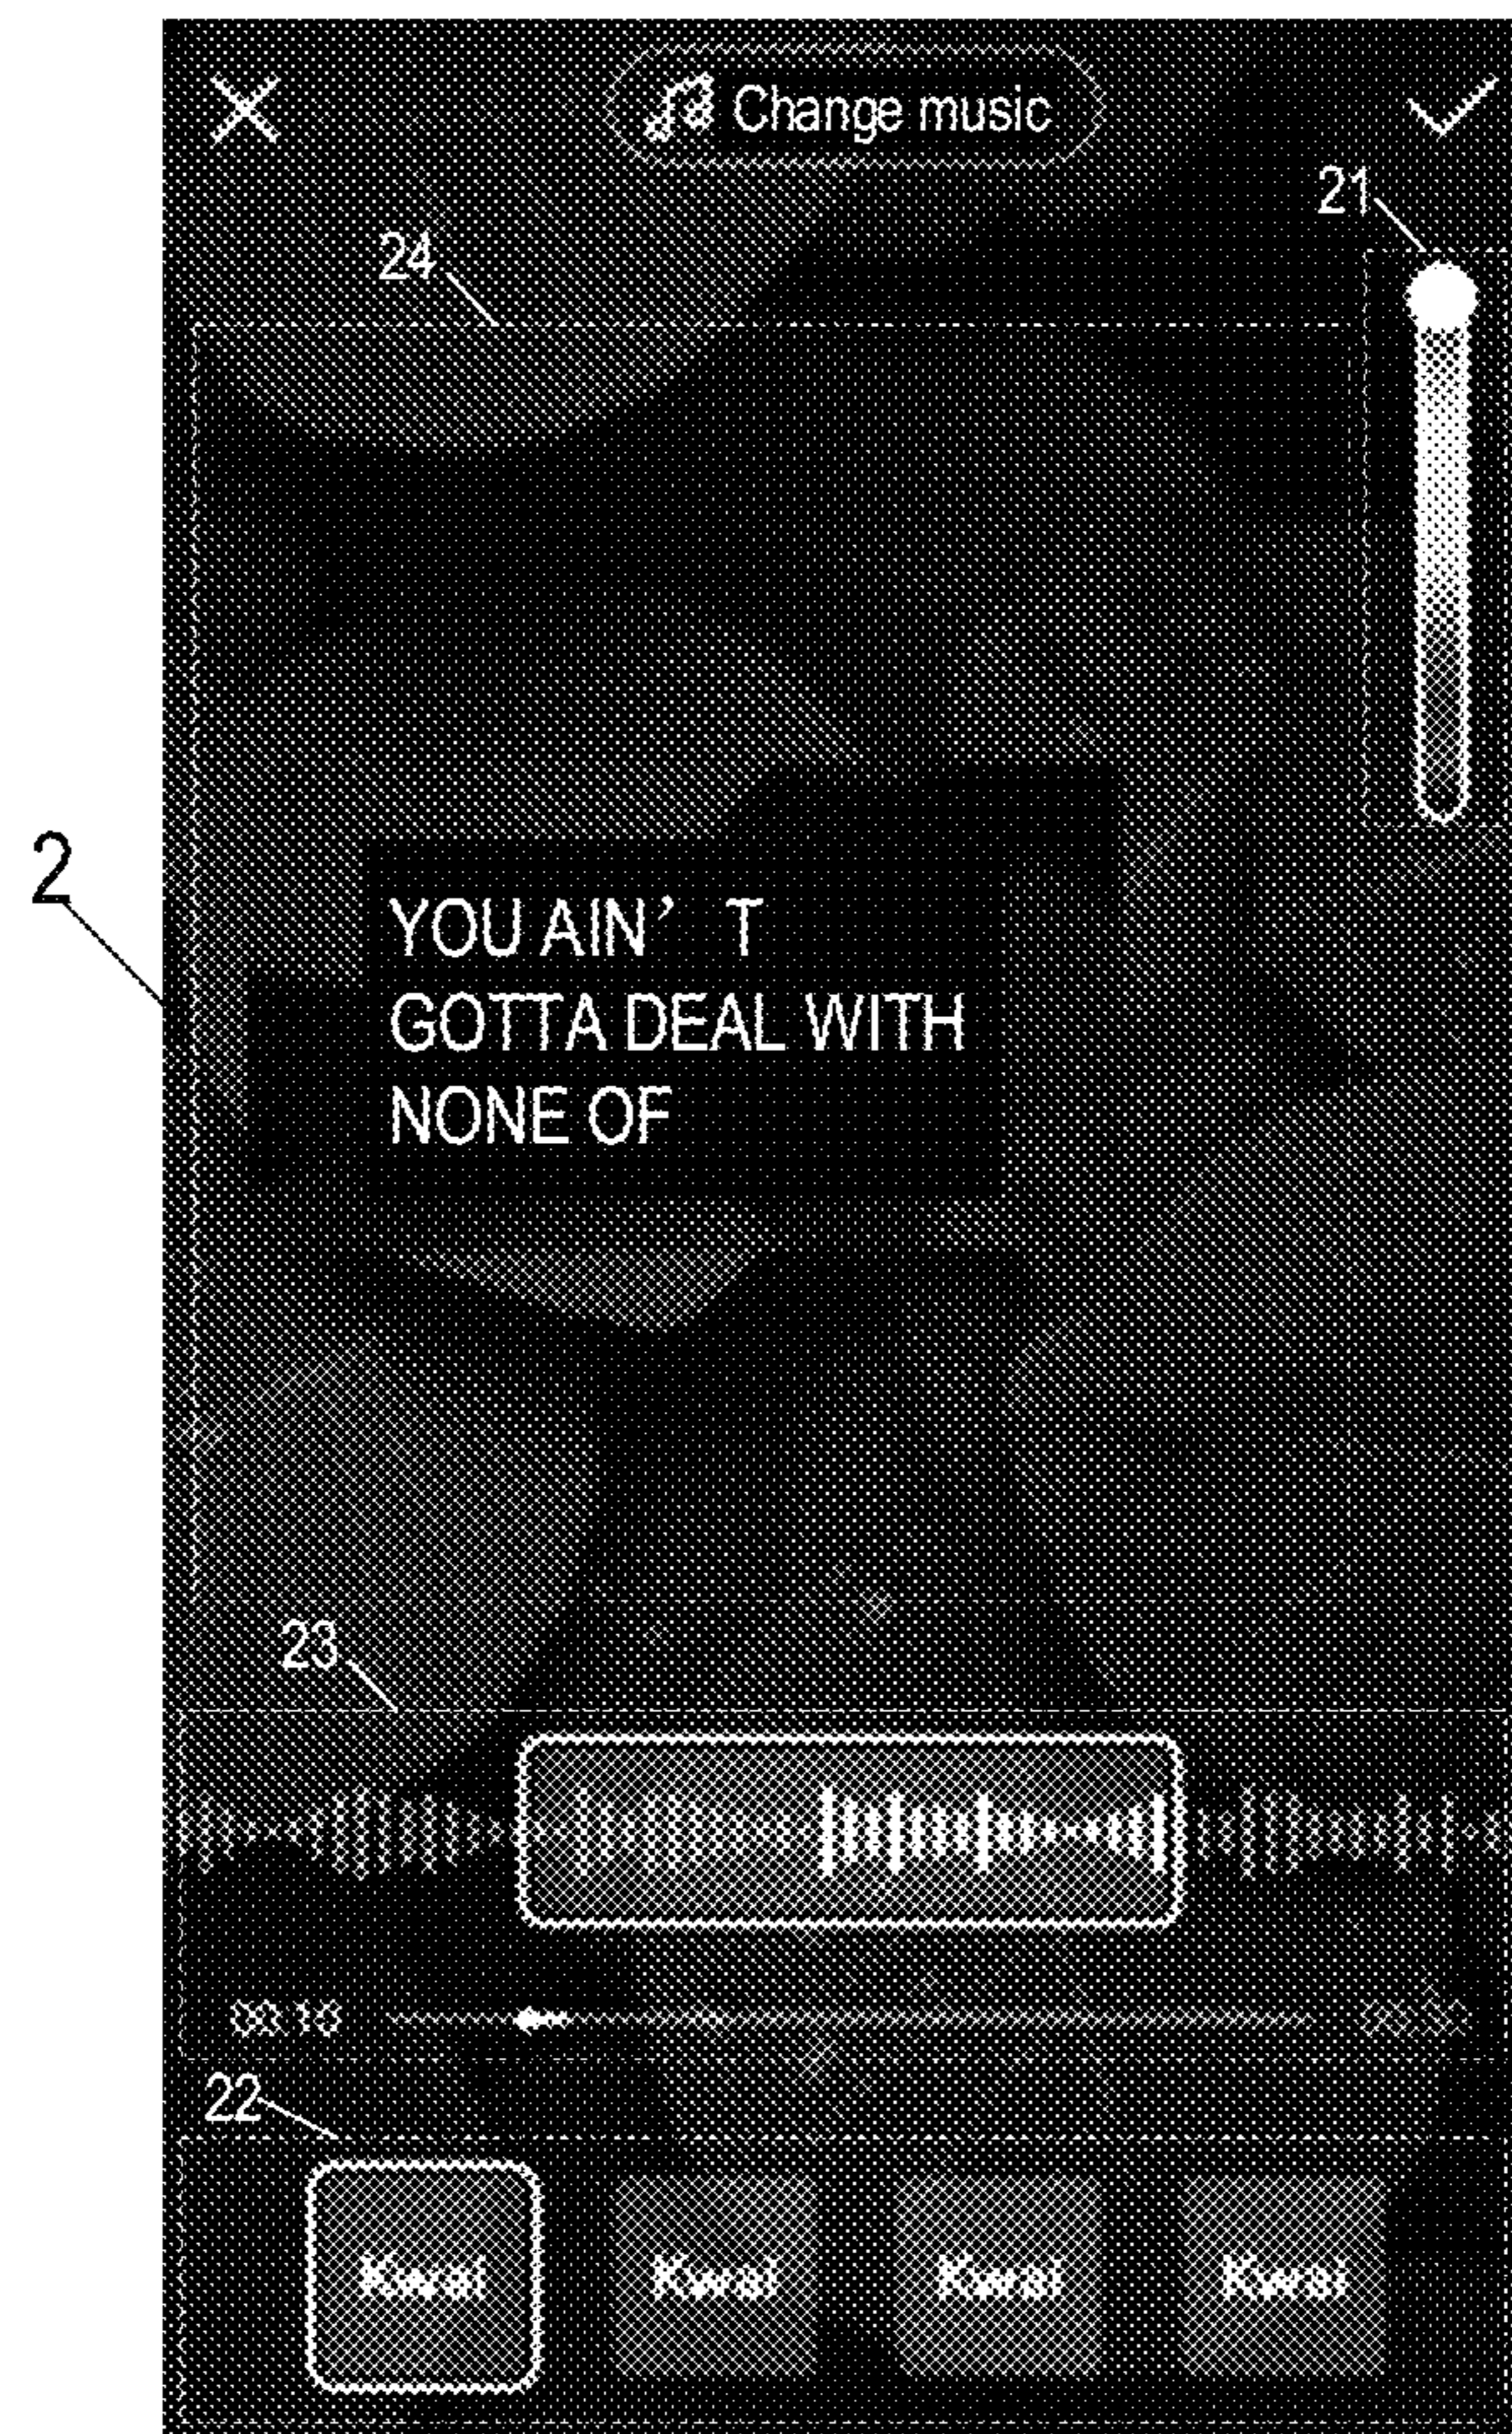 Change music
21
24
2
YOU AIN’ T
GOTTA DEAL WITH
NONE OF
23
22
Kwai Kwai Kwai Kwai